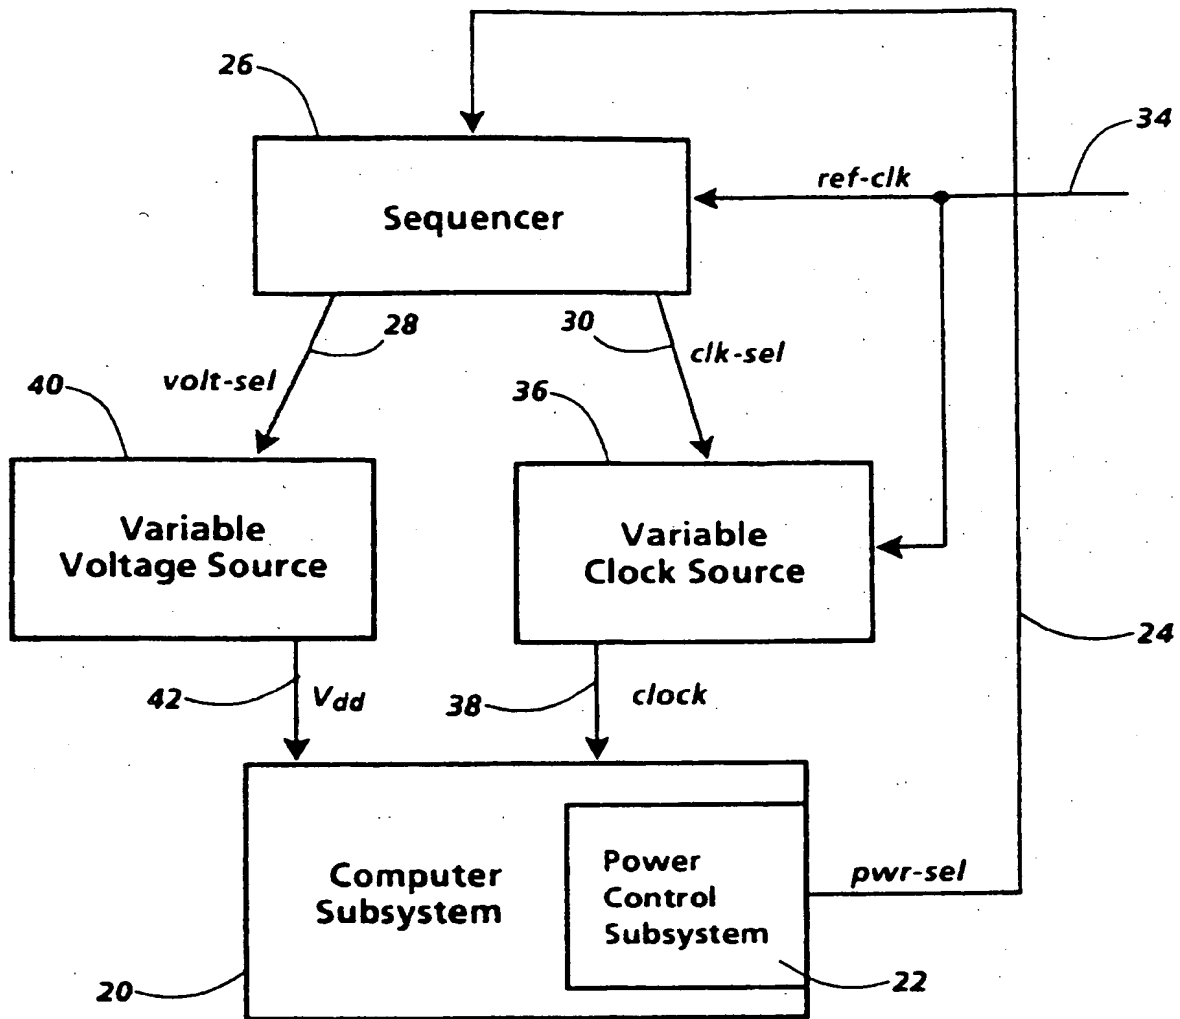 26
34
ref-clk
Sequencer
28
30
clk-sel
volt-sel
40
36
Variable
Voltage Source
Variable
Clock Source
24
42
Vdd
38
clock
Computer
Subsystem
Power
Control
Subsystem
pwr-sel
20
22